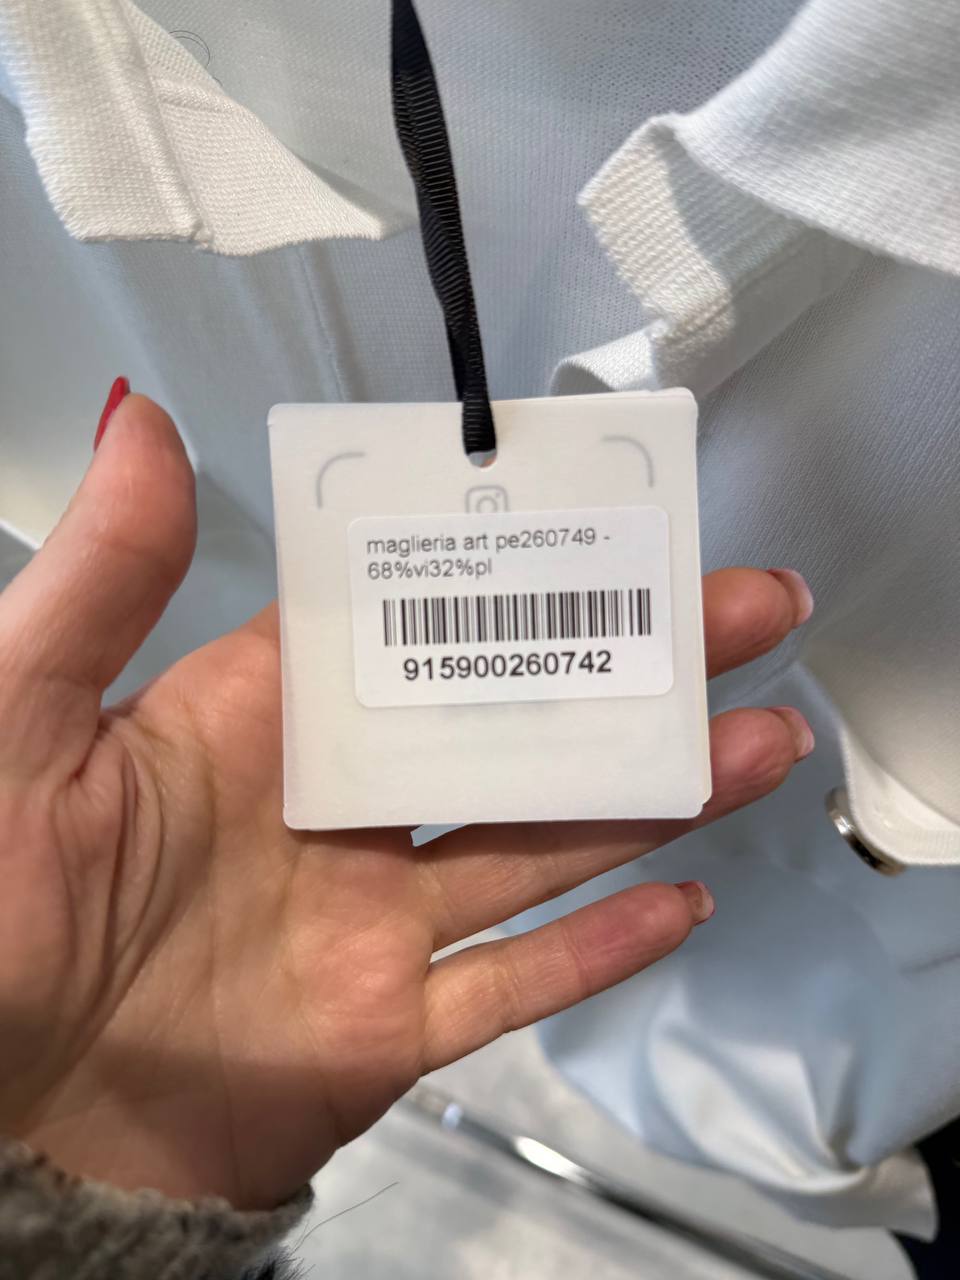 maglieria art pe260749 -
68%vi32%pl
915900260742